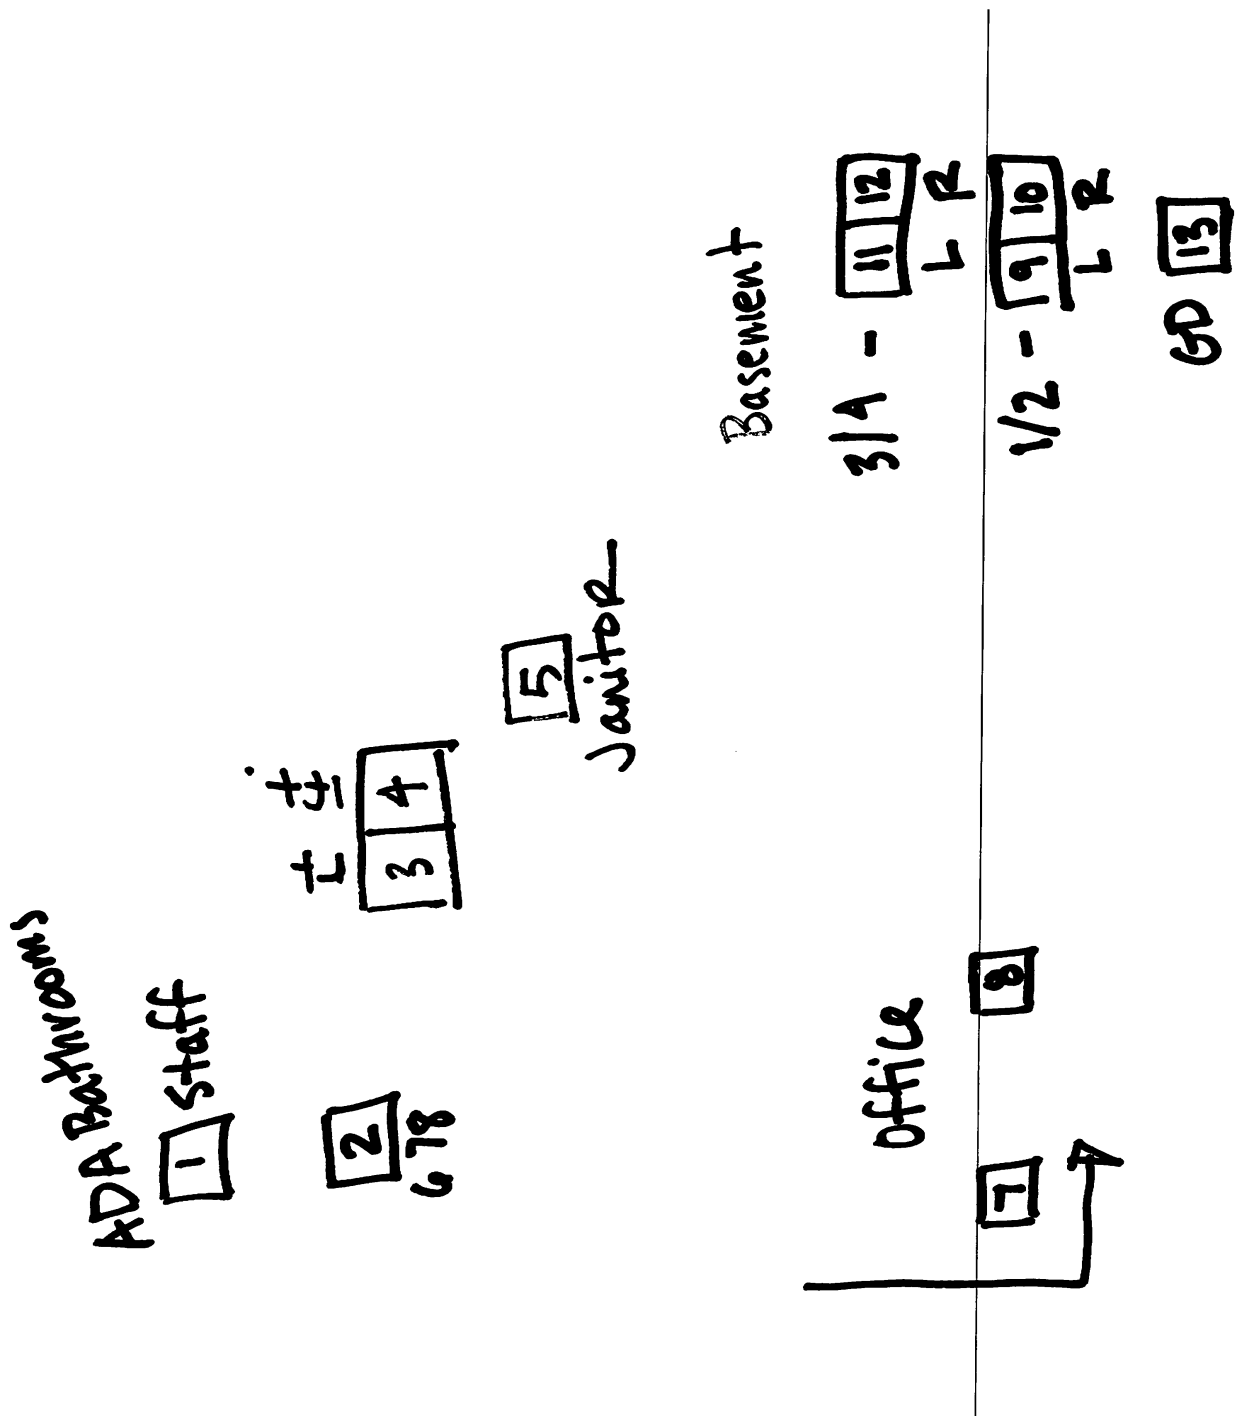 ADA Bathrooms
1 Staff
2
678
3 4
5
Janitor
Office
7 8
Basement
3/4 - 11 12
L R
1/2 - 9 10
L R
GD 13